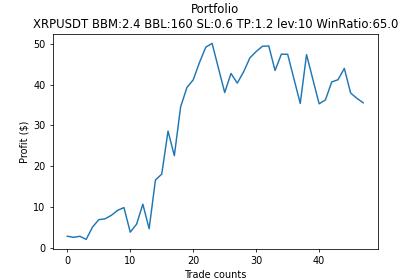 Portfolio
XRPUSDT BBM:2.4 BBL:160 SL:0.6 TP:1.2 lev:10 WinRatio:65.0
50
40
30
20
10
0
Profit ($)
0 10 20 30 40
Trade counts